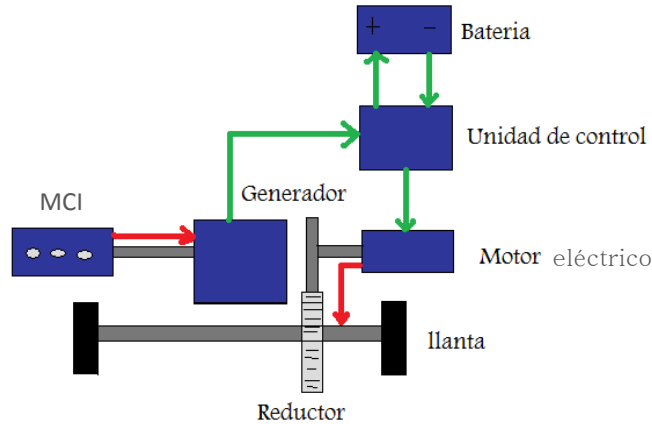 + − Bateria
Unidad de control
Generador
MCI
Motor eléctrico
llanta
Reductor